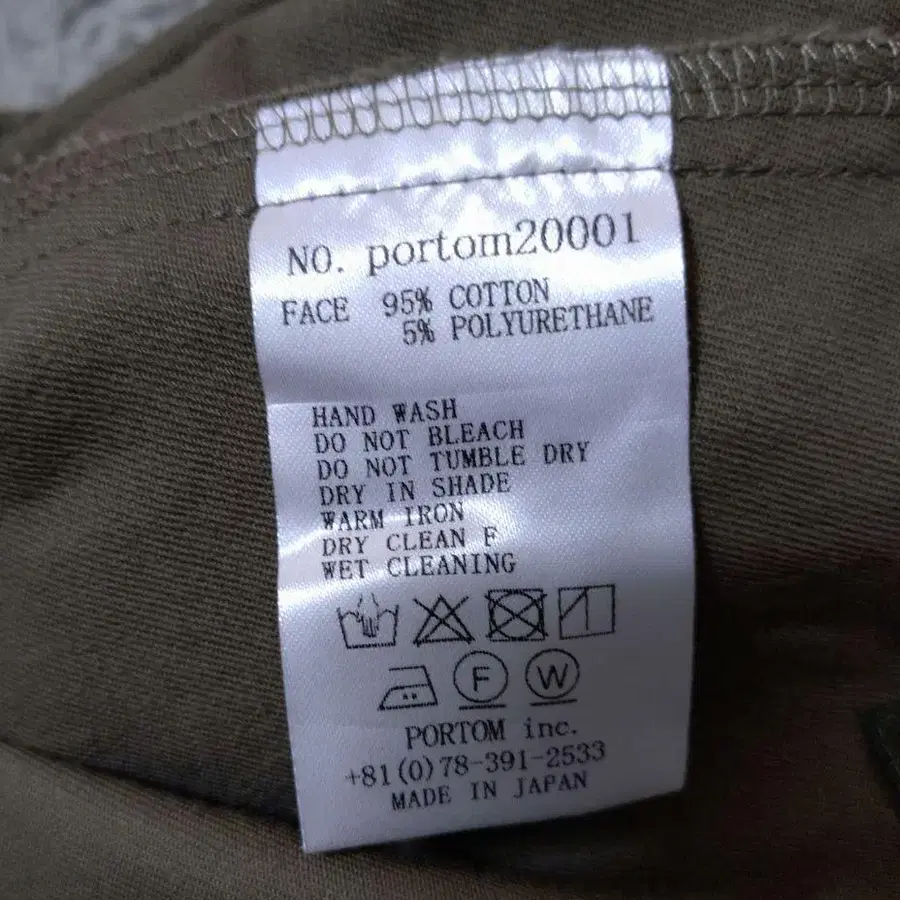 NO. portom20001
FACE 95% COTTON
5% POLYURETHANE
HAND WASH
DO NOT BLEACH
DO NOT TUMBLE DRY
DRY IN SHADE
WARM IRON
DRY CLEAN F
WET CLEANING
F W
PORTOM inc.
+81(0)78-391-2533
MADE IN JAPAN